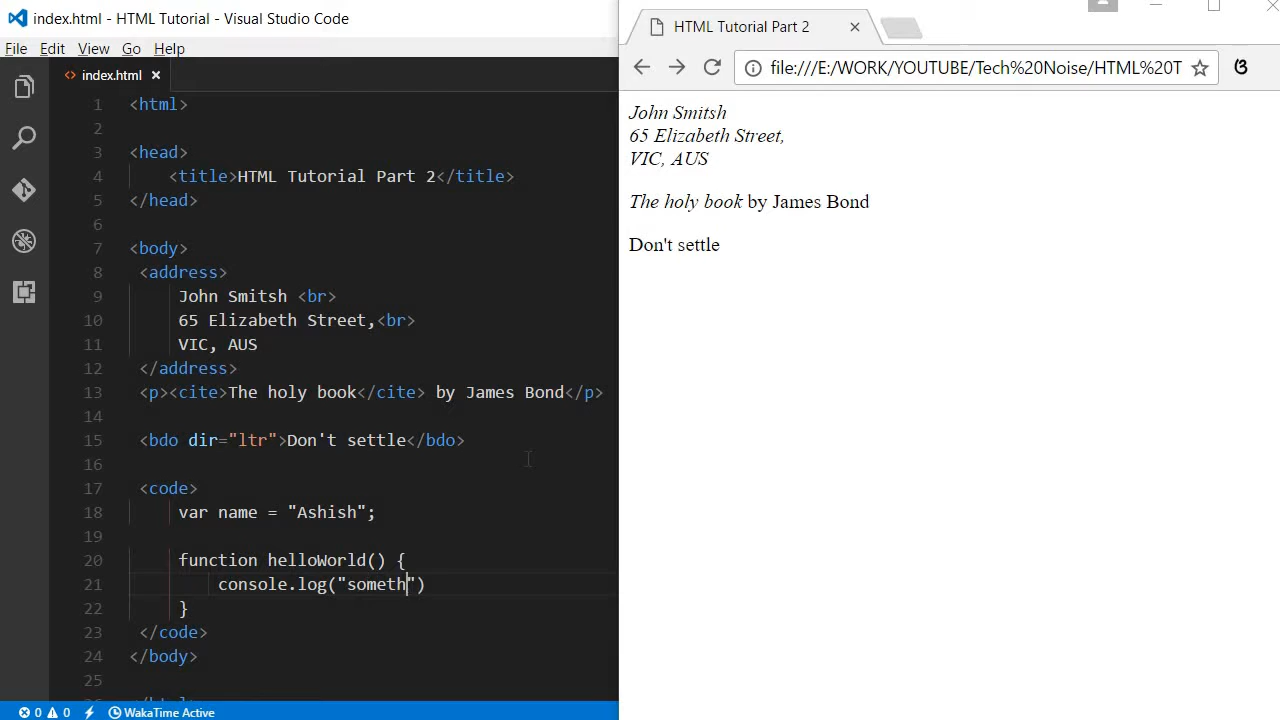 index.html - HTML Tutorial - Visual Studio Code
File Edit View Go Help
index.html ×
1 <html>
2
3 <head>
4 <title>HTML Tutorial Part 2</title>
5 </head>
6
7 <body>
8 <address>
9 John Smitsh <br>
10 65 Elizabeth Street,<br>
11 VIC, AUS
12 </address>
13 <p><cite>The holy book</cite> by James Bond</p>
14
15 <bdo dir="ltr">Don't settle</bdo>
16
17 <code>
18 var name = "Ashish";
19
20 function helloWorld() {
21 console.log("someth")
22 }
23 </code>
24 </body>
25
0 0 WakaTime Active
HTML Tutorial Part 2
file:///E:/WORK/YOUTUBE/Tech%20Noise/HTML%20T
John Smitsh
65 Elizabeth Street,
VIC, AUS
The holy book by James Bond
Don't settle